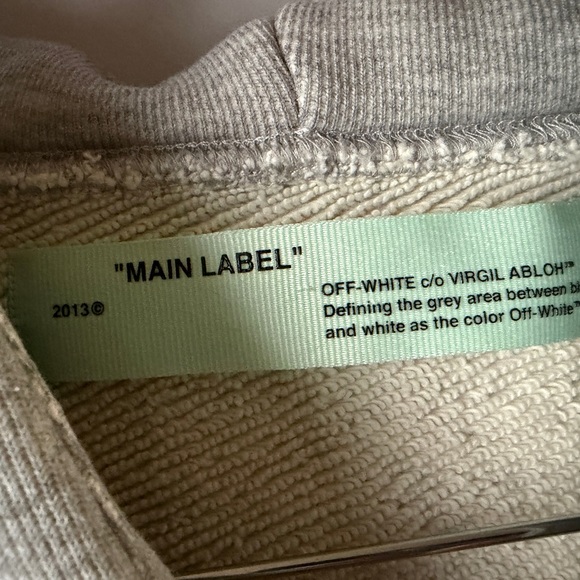 "MAIN LABEL"
2013©
OFF-WHITE c/o VIRGIL ABLOH™
Defining the grey area between
and white as the color Off-White™